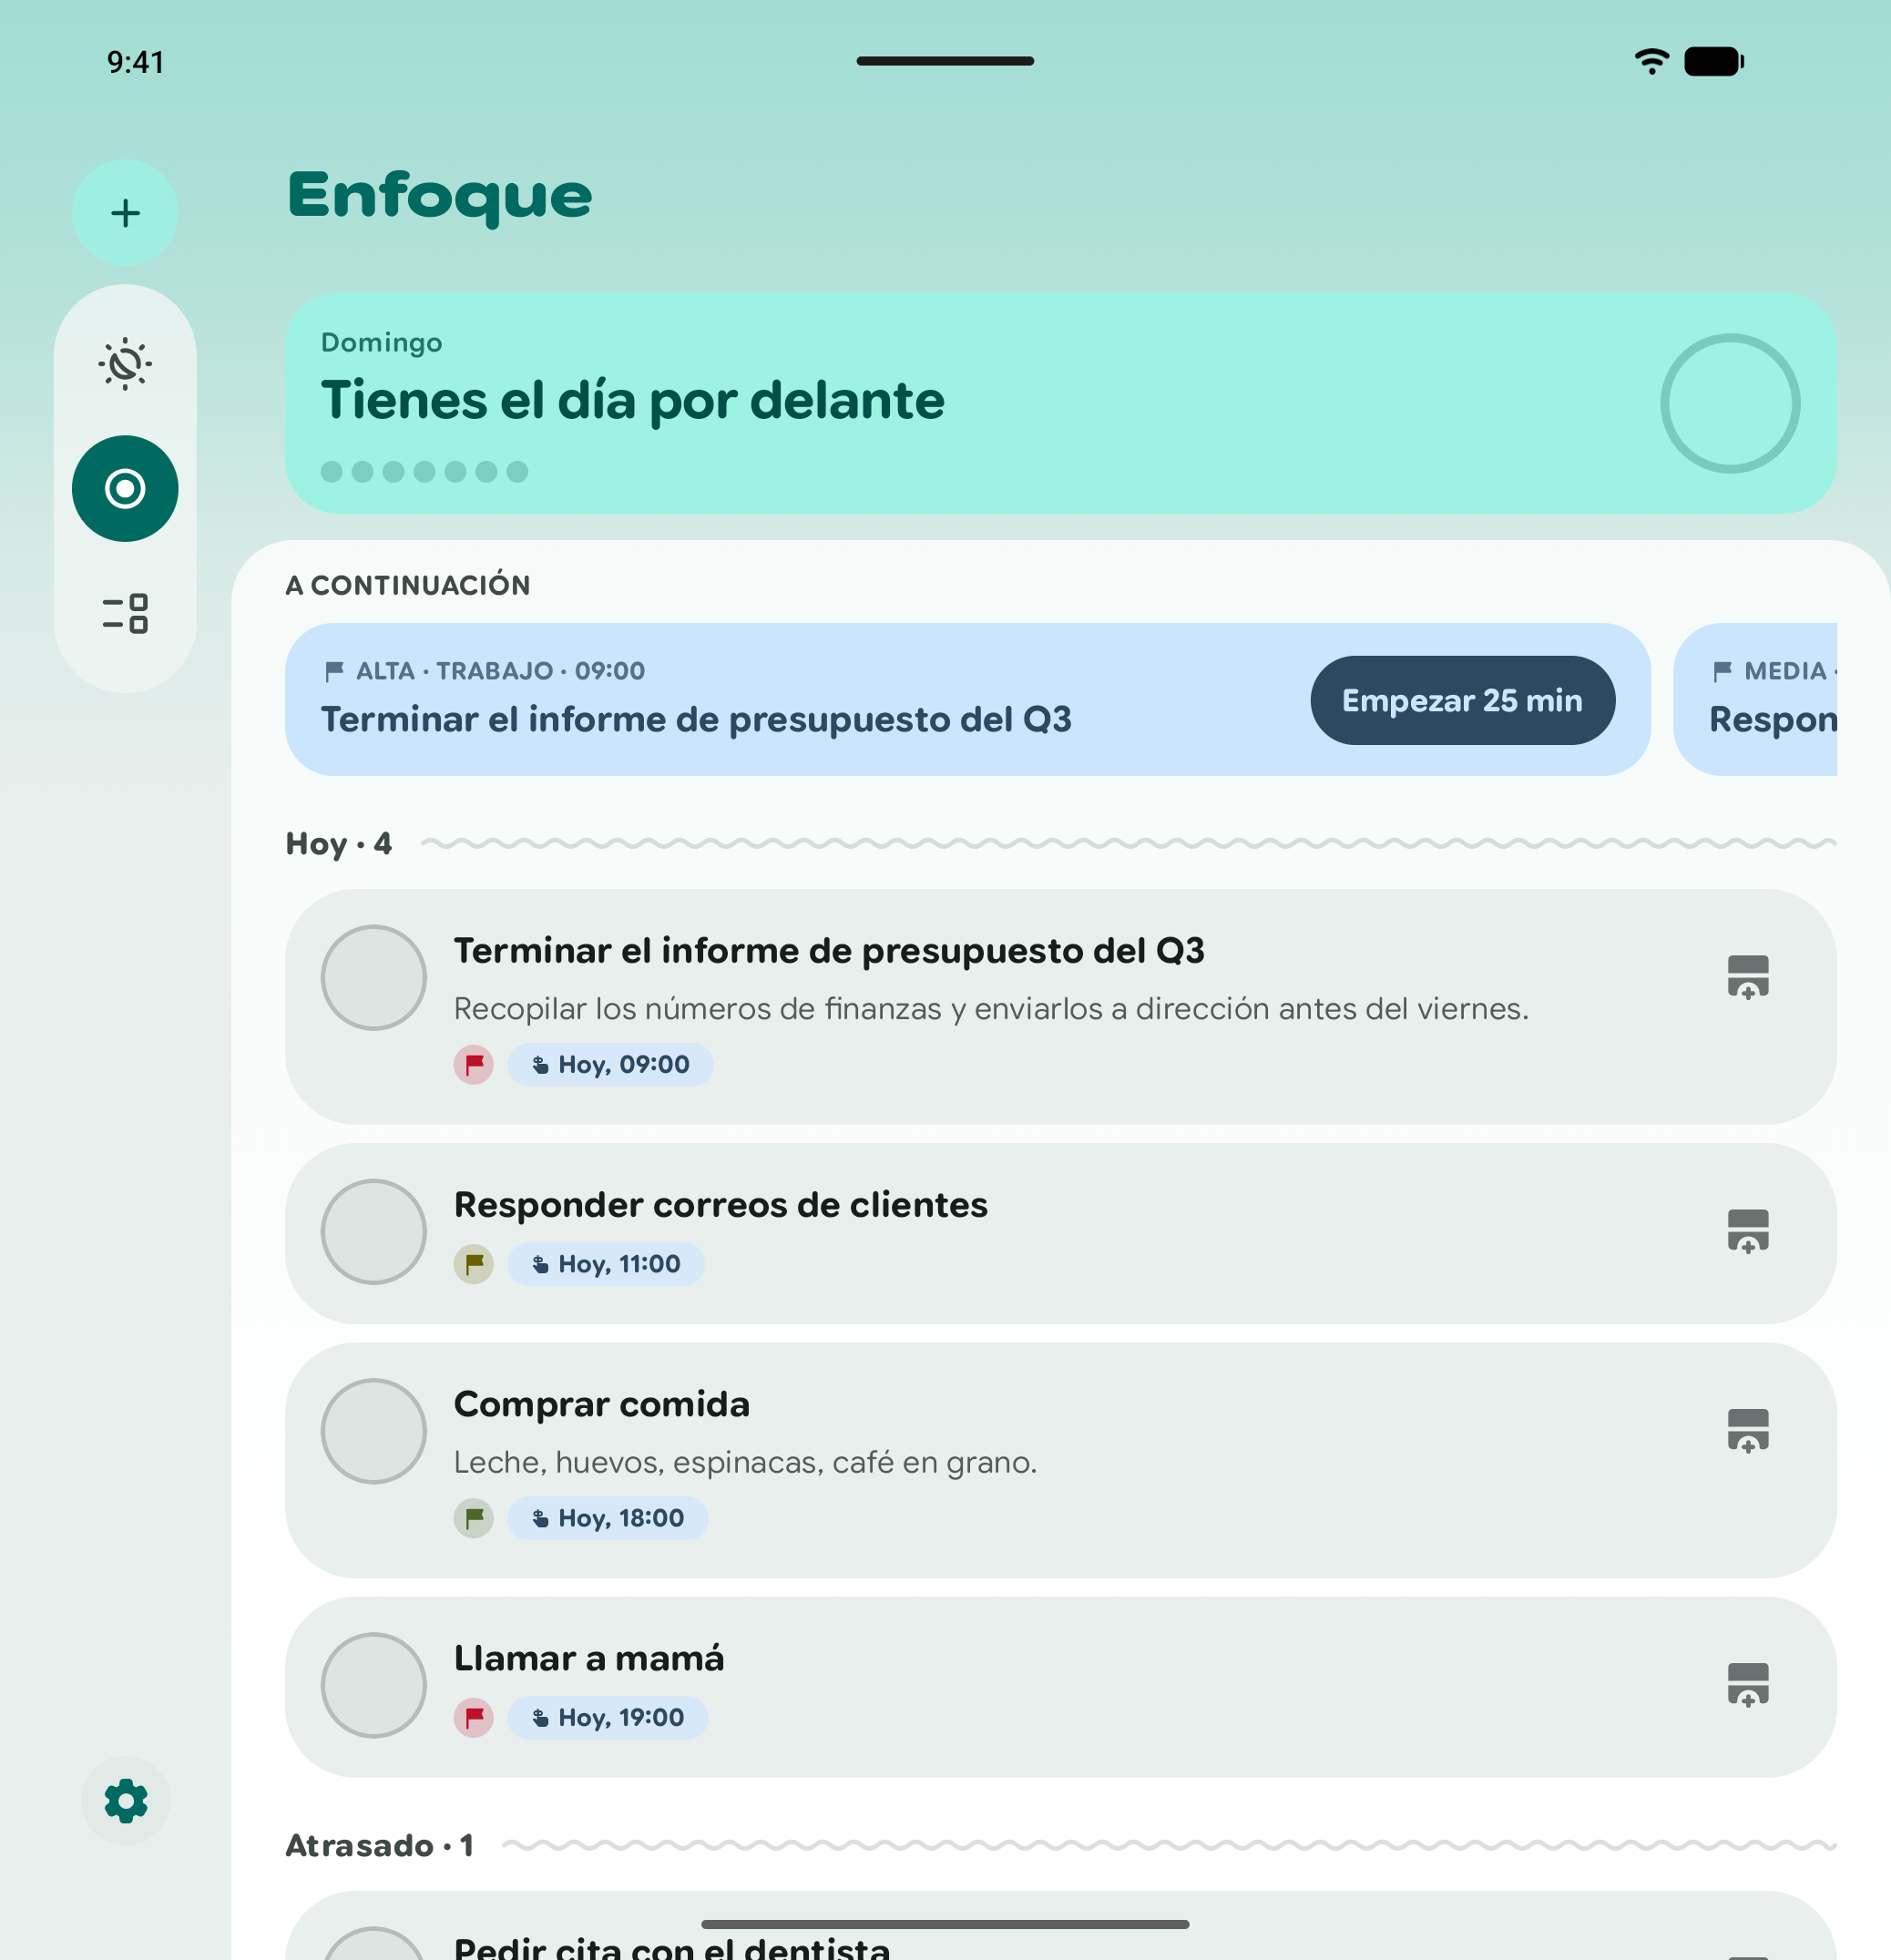 9:41
Enfoque
Domingo
Tienes el día por delante
A CONTINUACIÓN
ALTA · TRABAJO · 09:00
Terminar el informe de presupuesto del Q3
Empezar 25 min
MEDIA ·
Respon
Hoy · 4
Terminar el informe de presupuesto del Q3
Recopilar los números de finanzas y enviarlos a dirección antes del viernes.
Hoy, 09:00
Responder correos de clientes
Hoy, 11:00
Comprar comida
Leche, huevos, espinacas, café en grano.
Hoy, 18:00
Llamar a mamá
Hoy, 19:00
Atrasado · 1
Pedir cita con el dentista